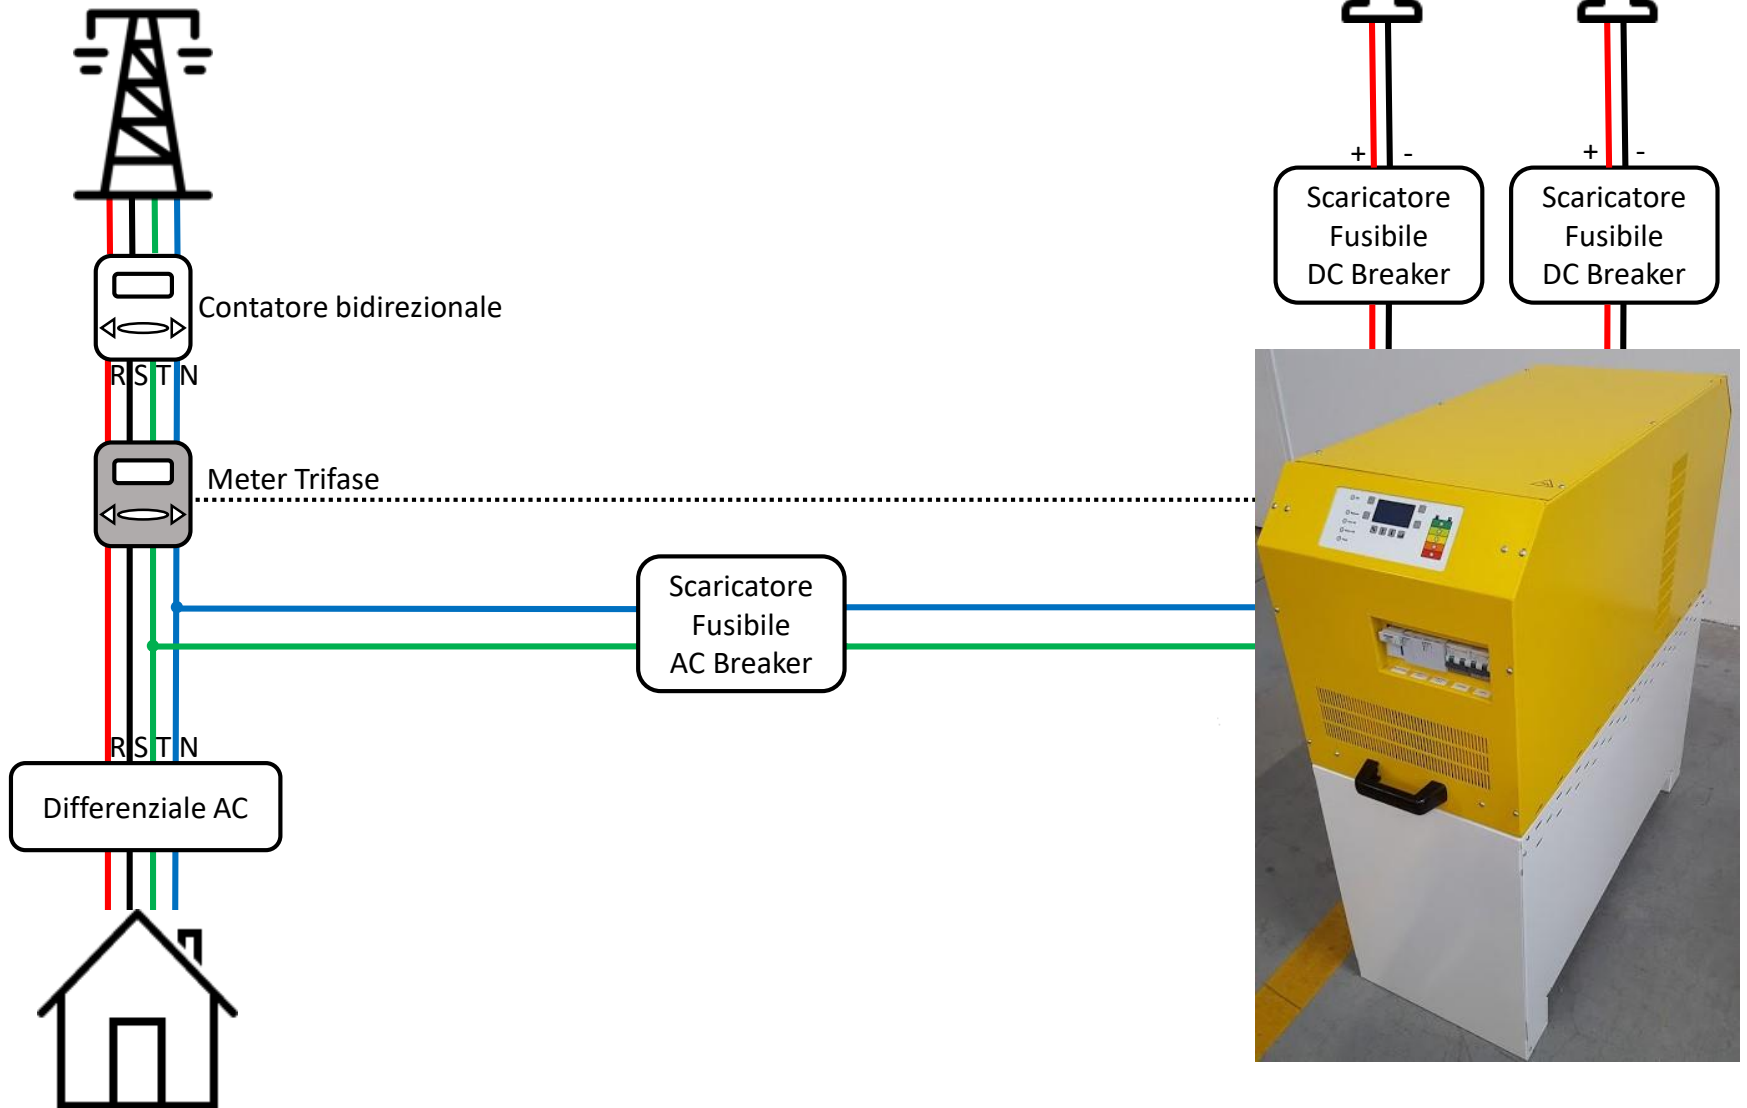 + -
+ -
Scaricatore
Fusibile
DC Breaker
Scaricatore
Fusibile
DC Breaker
Contatore bidirezionale
R S T N
Meter Trifase
Scaricatore
Fusibile
AC Breaker
R S T N
Differenziale AC